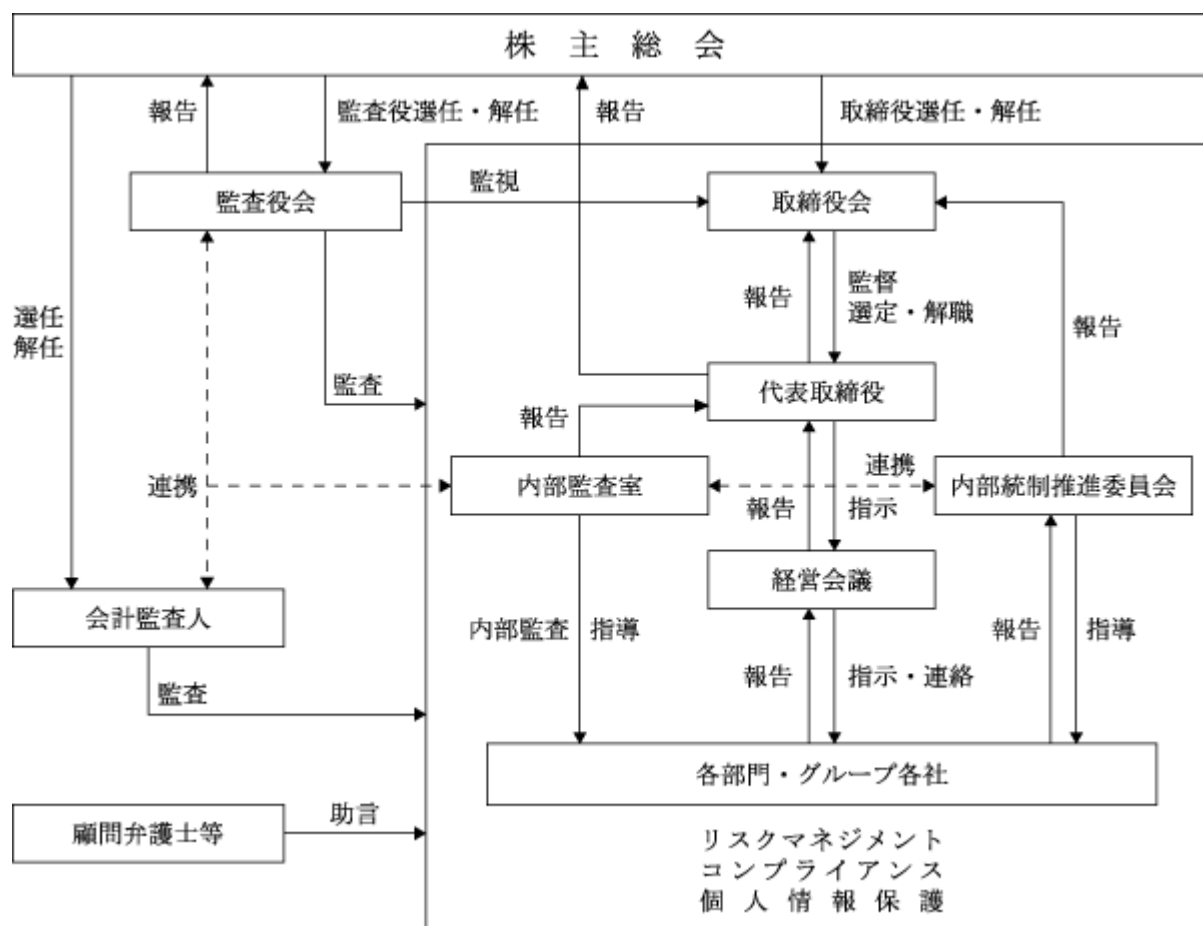 株主総会
報告
監査役選任・解任
報告
取締役選任・解任
監査役会
監視
取締役会
選任
解任
報告
監督
選定・解職
報告
監査
代表取締役
報告
連携
内部監査室
連携
内部統制推進委員会
報告
指示
経営会議
会計監査人
内部監査
指導
報告
指導
監査
報告
指示・連絡
各部門・グループ各社
顧問弁護士等
助言
リスクマネジメント
コンプライアンス
個人情報保護